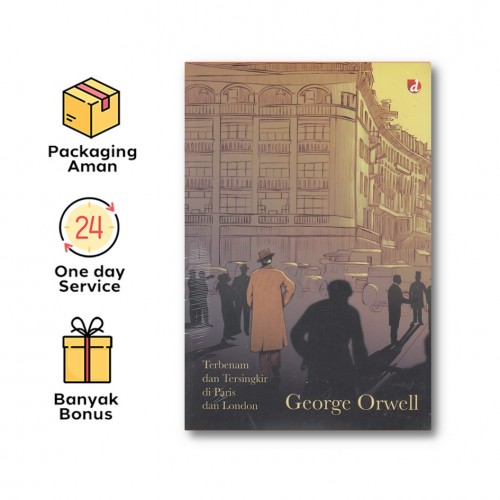 Packaging
Aman
24
One day
Service
Banyak
Bonus
d
Terbenam
dan Tersingkir
di Paris
dan London
George Orwell